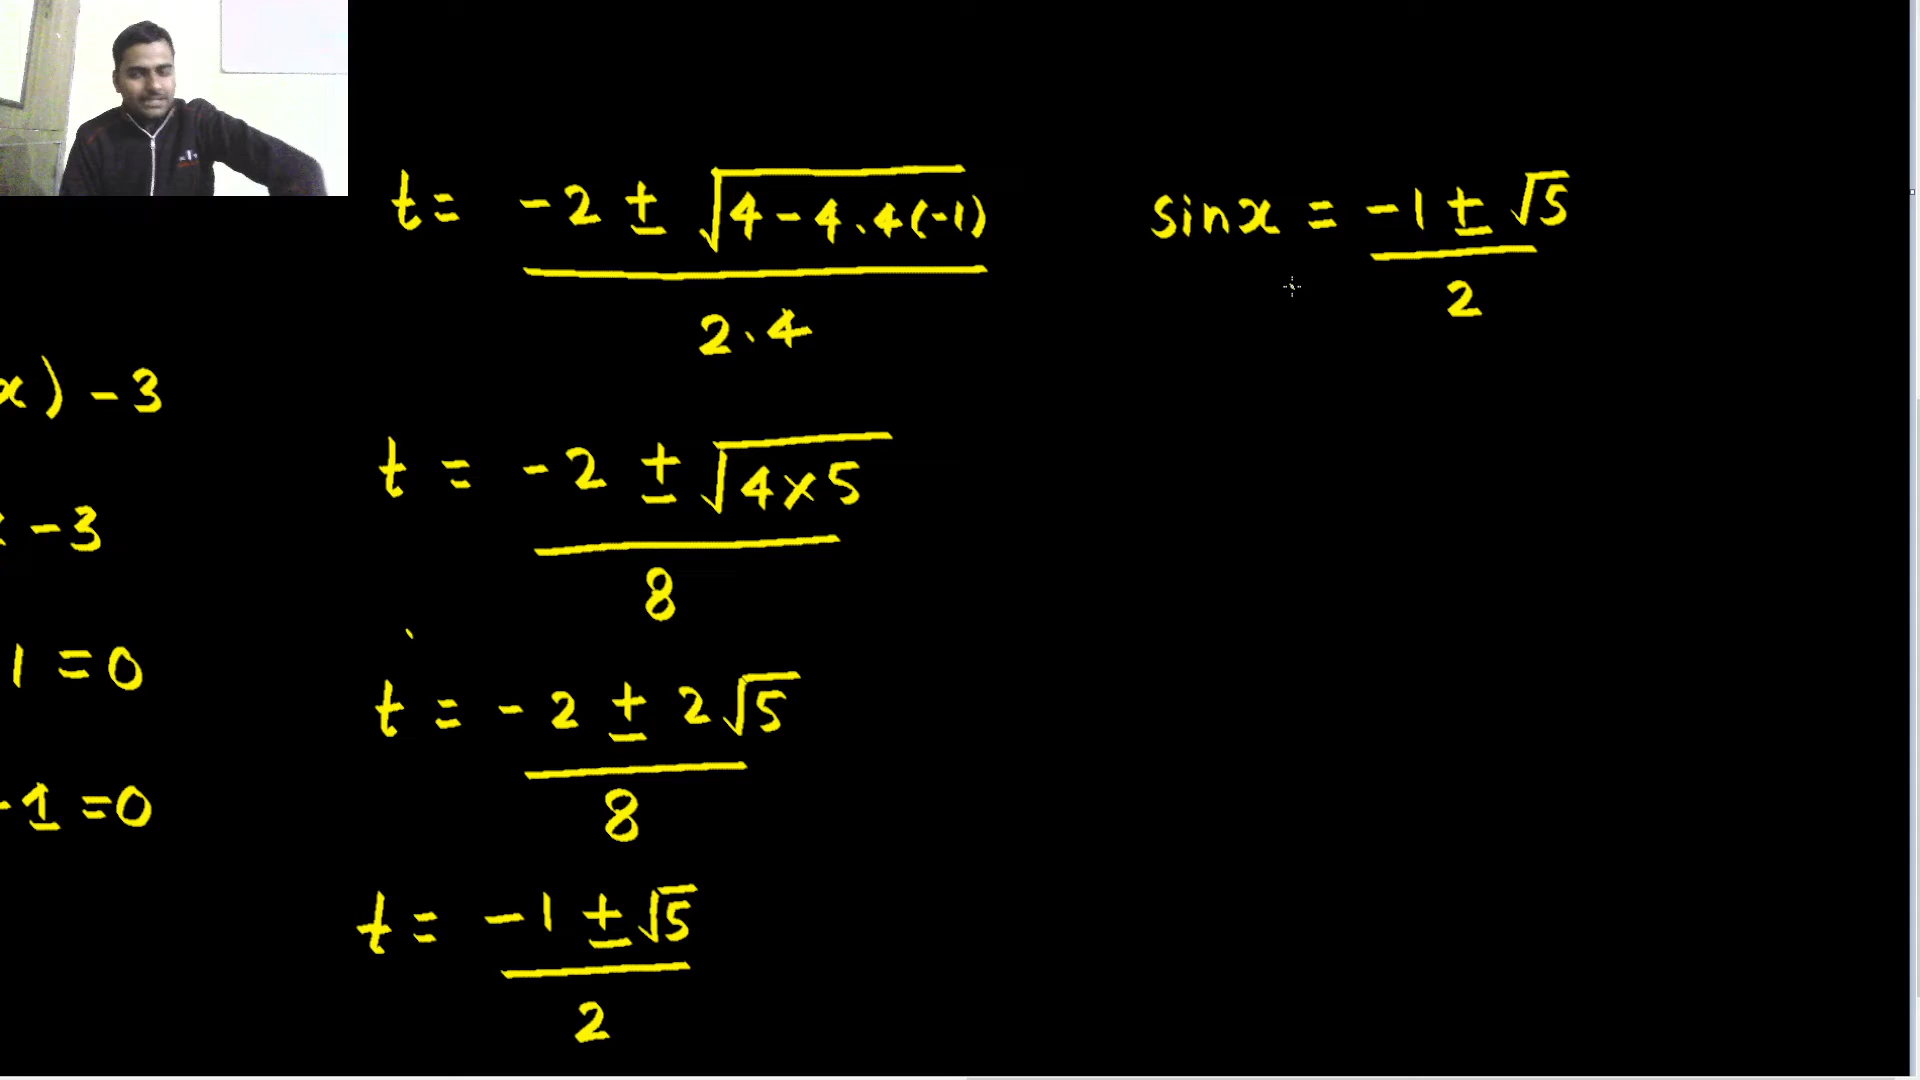 x) - 3
- 3
1 = 0
- 1 = 0
t = -2 ± √4 - 4.4(-1)
2.4
t = -2 ± √4×5
8
t = -2 ± 2√5
8
t = -1 ± √5
2
sinx = -1 ± √5
2